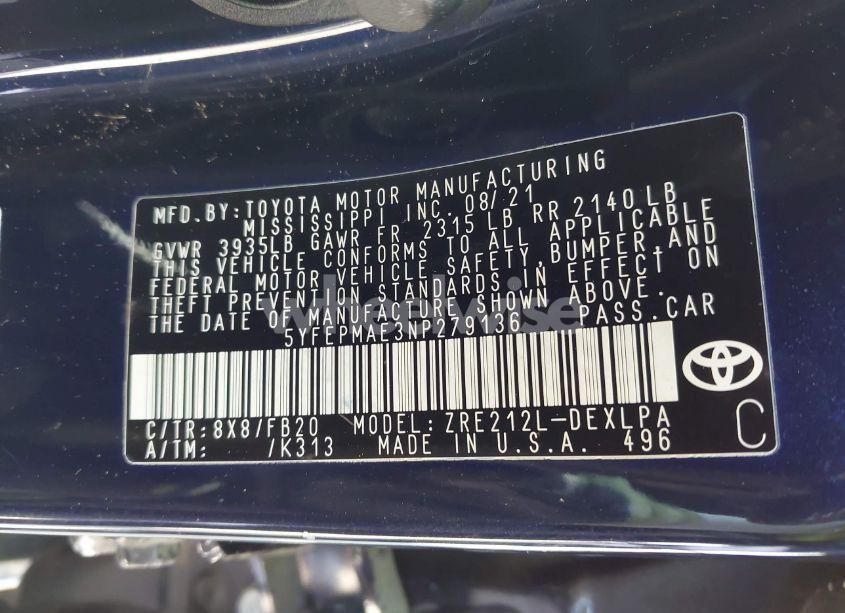 MFD.BY:TOYOTA MOTOR MANUFACTURING
MISSISSIPPI INC. 08/21
GVWR 3935LB GAWR FR 2315 LB RR 2140LB
THIS VEHICLE CONFORMS TO ALL APPLICABLE
FEDERAL MOTOR VEHICLE SAFETY,BUMPER,AND
THEFT PREVENTION STANDARDS IN EFFECT ON
THE DATE OF MANUFACTURE SHOWN ABOVE.
5YFEPMAE3NP279136 PASS.CAR
wheelwise
C/TR:8X8/FB20 MODEL: ZRE212L-DEXLPA
A/TM: /K313 MADE IN U.S.A. 496
C